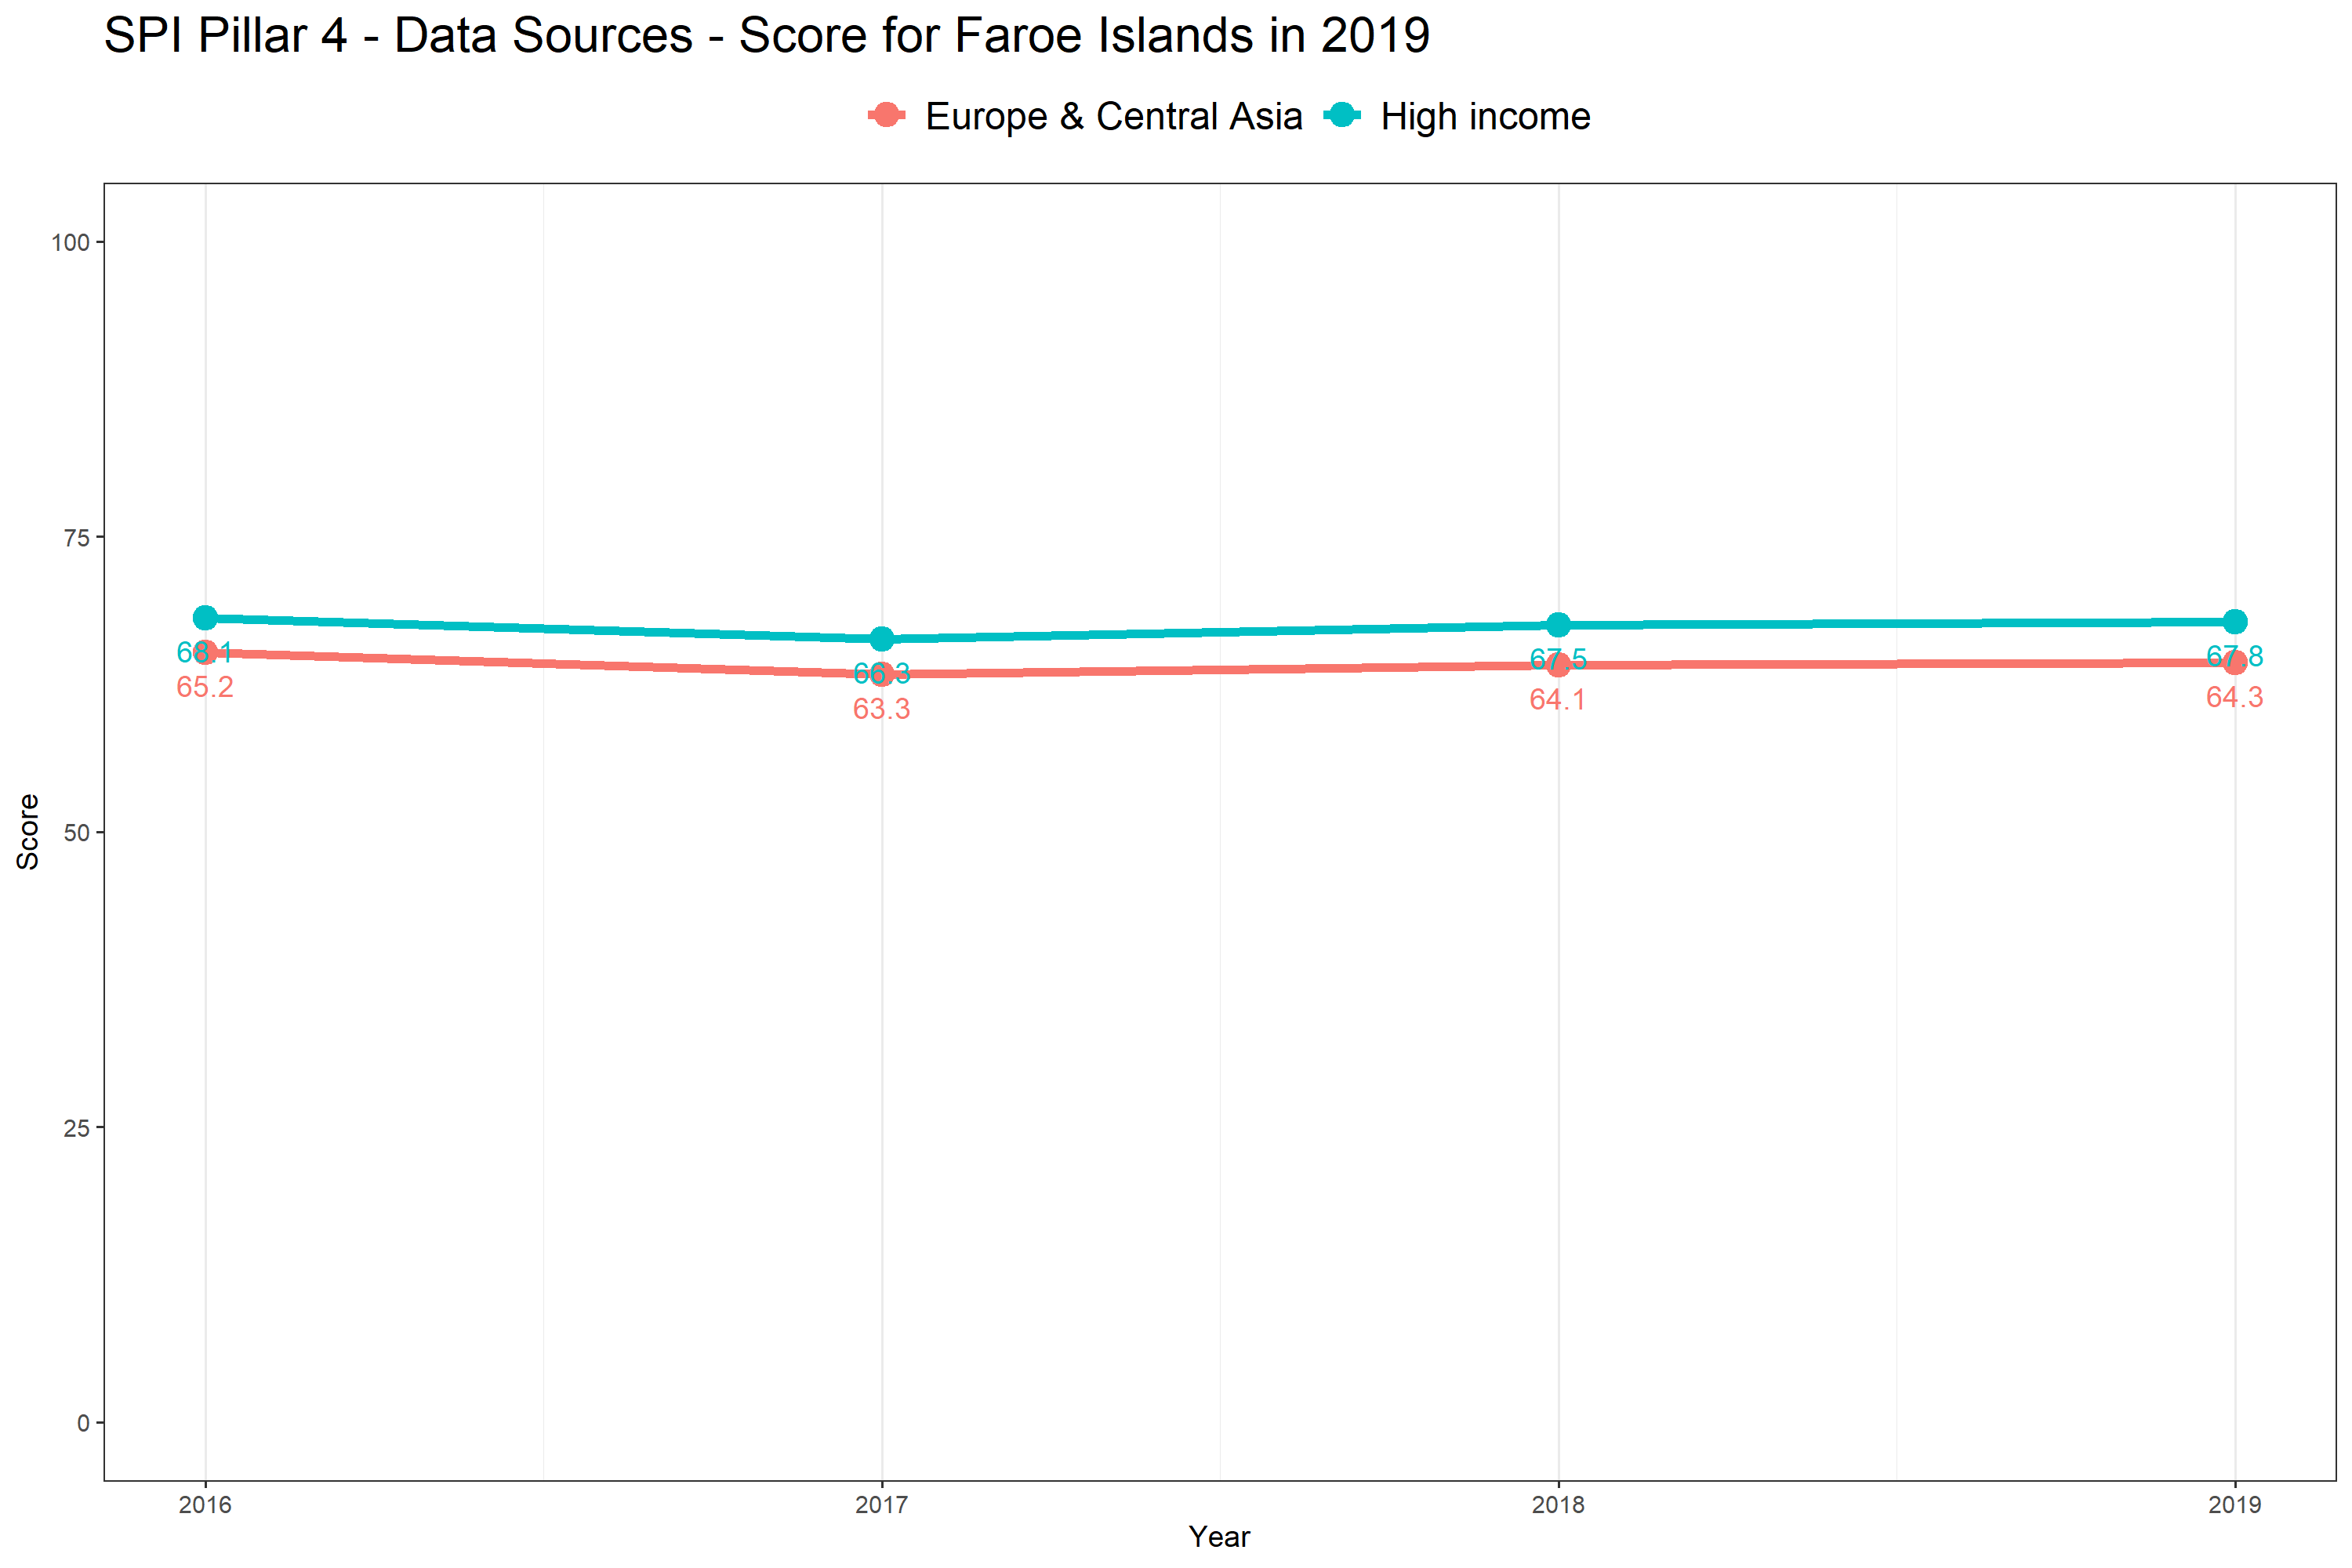 SPI Pillar 4 - Data Sources - Score for Faroe Islands in 2019
Europe & Central Asia High income
100
75
50
25
0
Score
68.1
65.2
66.3
63.3
67.5
64.1
67.8
64.3
2016 2017 2018 2019
Year